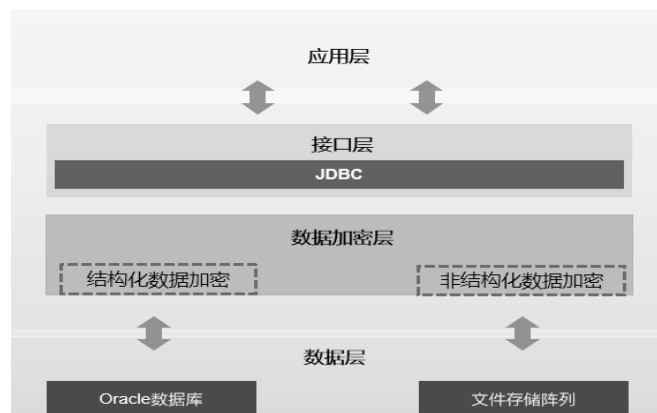 应用层
接口层
JDBC
数据加密层
结构化数据加密
非结构化数据加密
数据层
Oracle数据库
文件存储阵列